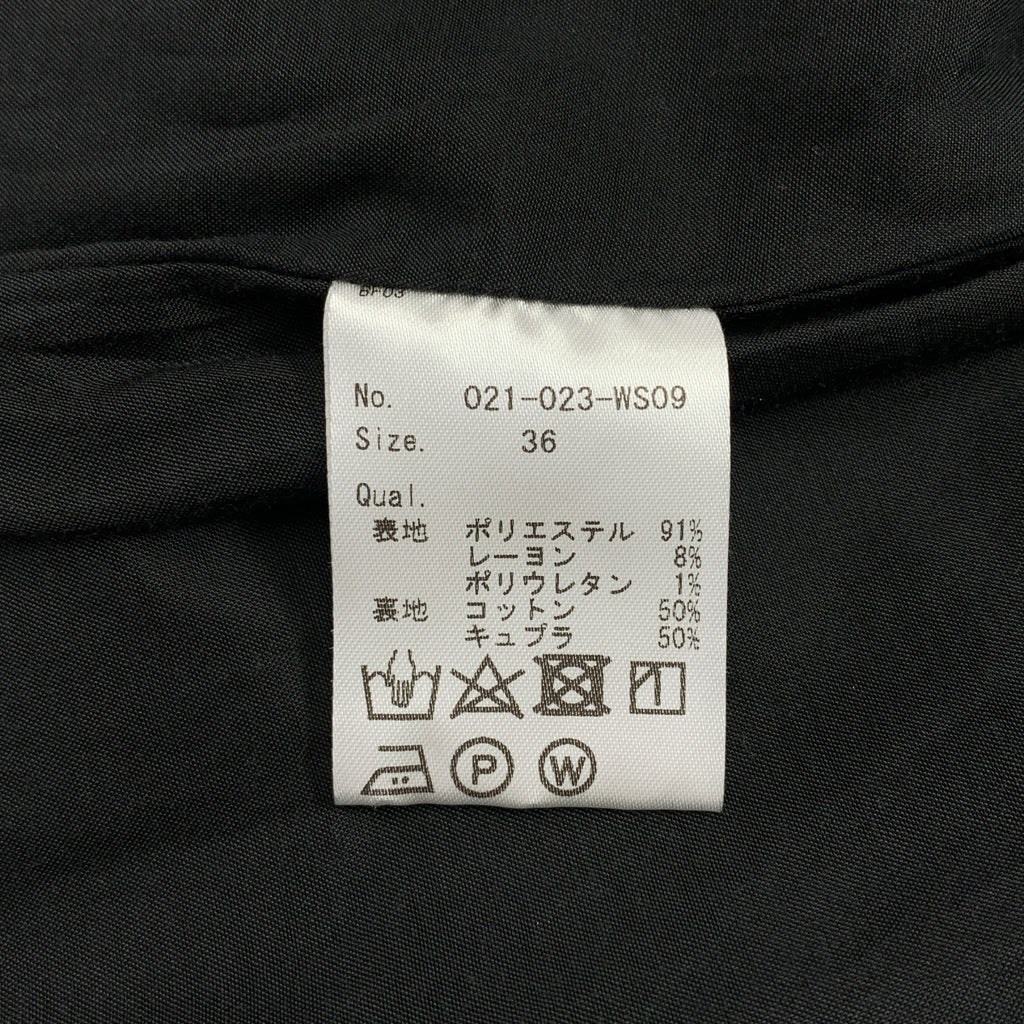 BF03
No. 021-023-WS09
Size. 36
Qual.
表地 ポリエステル 91%
レーヨン 8%
ポリウレタン 1%
裏地 コットン 50%
キュプラ 50%
P W